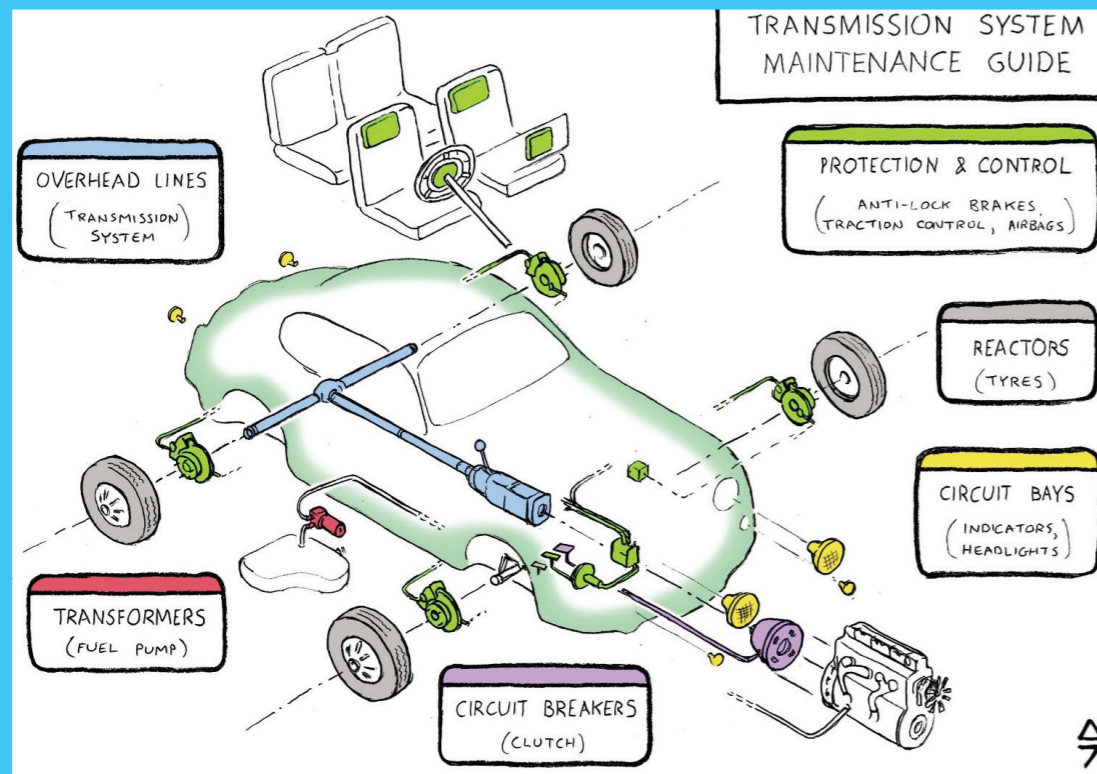 TRANSMISSION SYSTEM
MAINTENANCE GUIDE
OVERHEAD LINES
(TRANSMISSION
SYSTEM)
PROTECTION & CONTROL
(ANTI-LOCK BRAKES,
TRACTION CONTROL, AIRBAGS)
REACTORS
(TYRES)
CIRCUIT BAYS
(INDICATORS,
HEADLIGHTS)
TRANSFORMERS
(FUEL PUMP)
CIRCUIT BREAKERS
(CLUTCH)